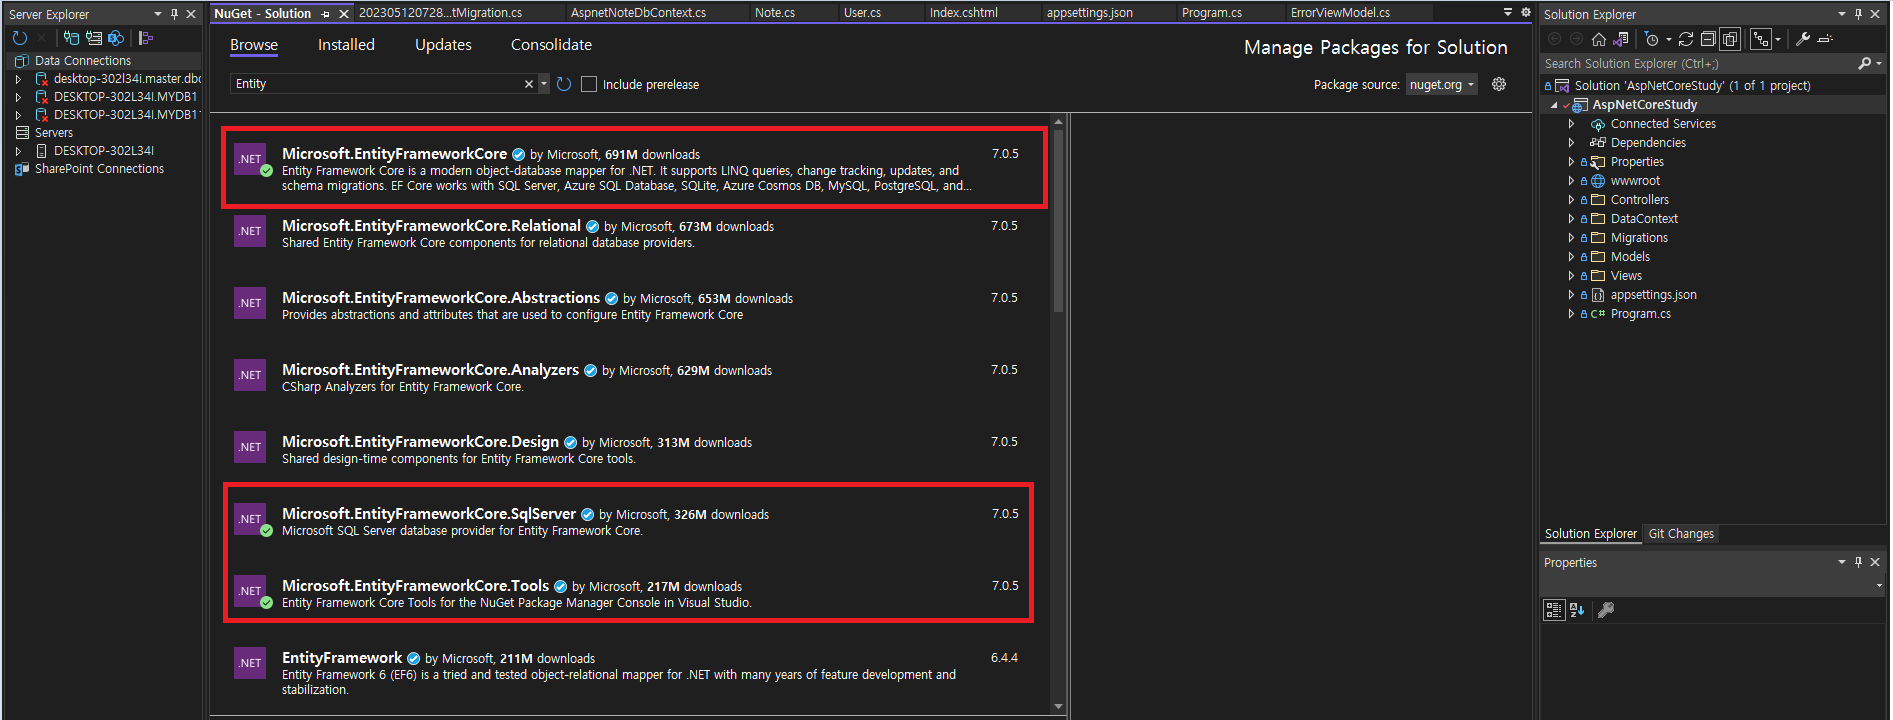 Server Explorer
Data Connections
desktop-302l34i.master.dbo
DESKTOP-302L34I.MYDB1
DESKTOP-302L34I.MYDB1
Servers
DESKTOP-302L34I
SharePoint Connections
NuGet - Solution
202305120728...tMigration.cs
AspnetNoteDbContext.cs
Note.cs
User.cs
Index.cshtml
appsettings.json
Program.cs
ErrorViewModel.cs
Browse
Installed
Updates
Consolidate
Manage Packages for Solution
Entity
Include prerelease
Package source: nuget.org
.NET
Microsoft.EntityFrameworkCore by Microsoft, 691M downloads
7.0.5
Entity Framework Core is a modern object-database mapper for .NET. It supports LINQ queries, change tracking, updates, and
schema migrations. EF Core works with SQL Server, Azure SQL Database, SQLite, Azure Cosmos DB, MySQL, PostgreSQL, and...
.NET
Microsoft.EntityFrameworkCore.Relational by Microsoft, 673M downloads
7.0.5
Shared Entity Framework Core components for relational database providers.
.NET
Microsoft.EntityFrameworkCore.Abstractions by Microsoft, 653M downloads
7.0.5
Provides abstractions and attributes that are used to configure Entity Framework Core
.NET
Microsoft.EntityFrameworkCore.Analyzers by Microsoft, 629M downloads
7.0.5
CSharp Analyzers for Entity Framework Core.
.NET
Microsoft.EntityFrameworkCore.Design by Microsoft, 313M downloads
7.0.5
Shared design-time components for Entity Framework Core tools.
.NET
Microsoft.EntityFrameworkCore.SqlServer by Microsoft, 326M downloads
7.0.5
Microsoft SQL Server database provider for Entity Framework Core.
.NET
Microsoft.EntityFrameworkCore.Tools by Microsoft, 217M downloads
7.0.5
Entity Framework Core Tools for the NuGet Package Manager Console in Visual Studio.
.NET
EntityFramework by Microsoft, 211M downloads
6.4.4
Entity Framework 6 (EF6) is a tried and tested object-relational mapper for .NET with many years of feature development and
stabilization.
Solution Explorer
Search Solution Explorer (Ctrl+;)
Solution 'AspNetCoreStudy' (1 of 1 project)
AspNetCoreStudy
Connected Services
Dependencies
Properties
wwwroot
Controllers
DataContext
Migrations
Models
Views
appsettings.json
C# Program.cs
Solution Explorer
Git Changes
Properties